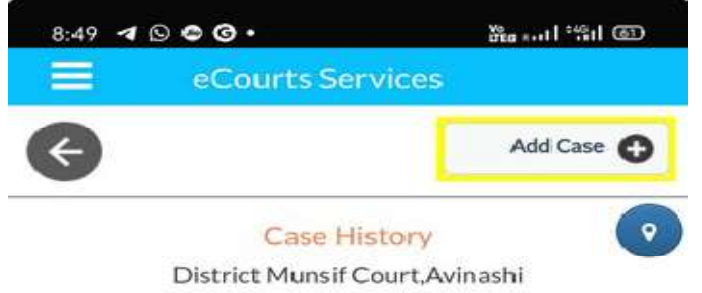 8:49
eCourts Services
Add Case
Case History
District Munsif Court,Avinashi